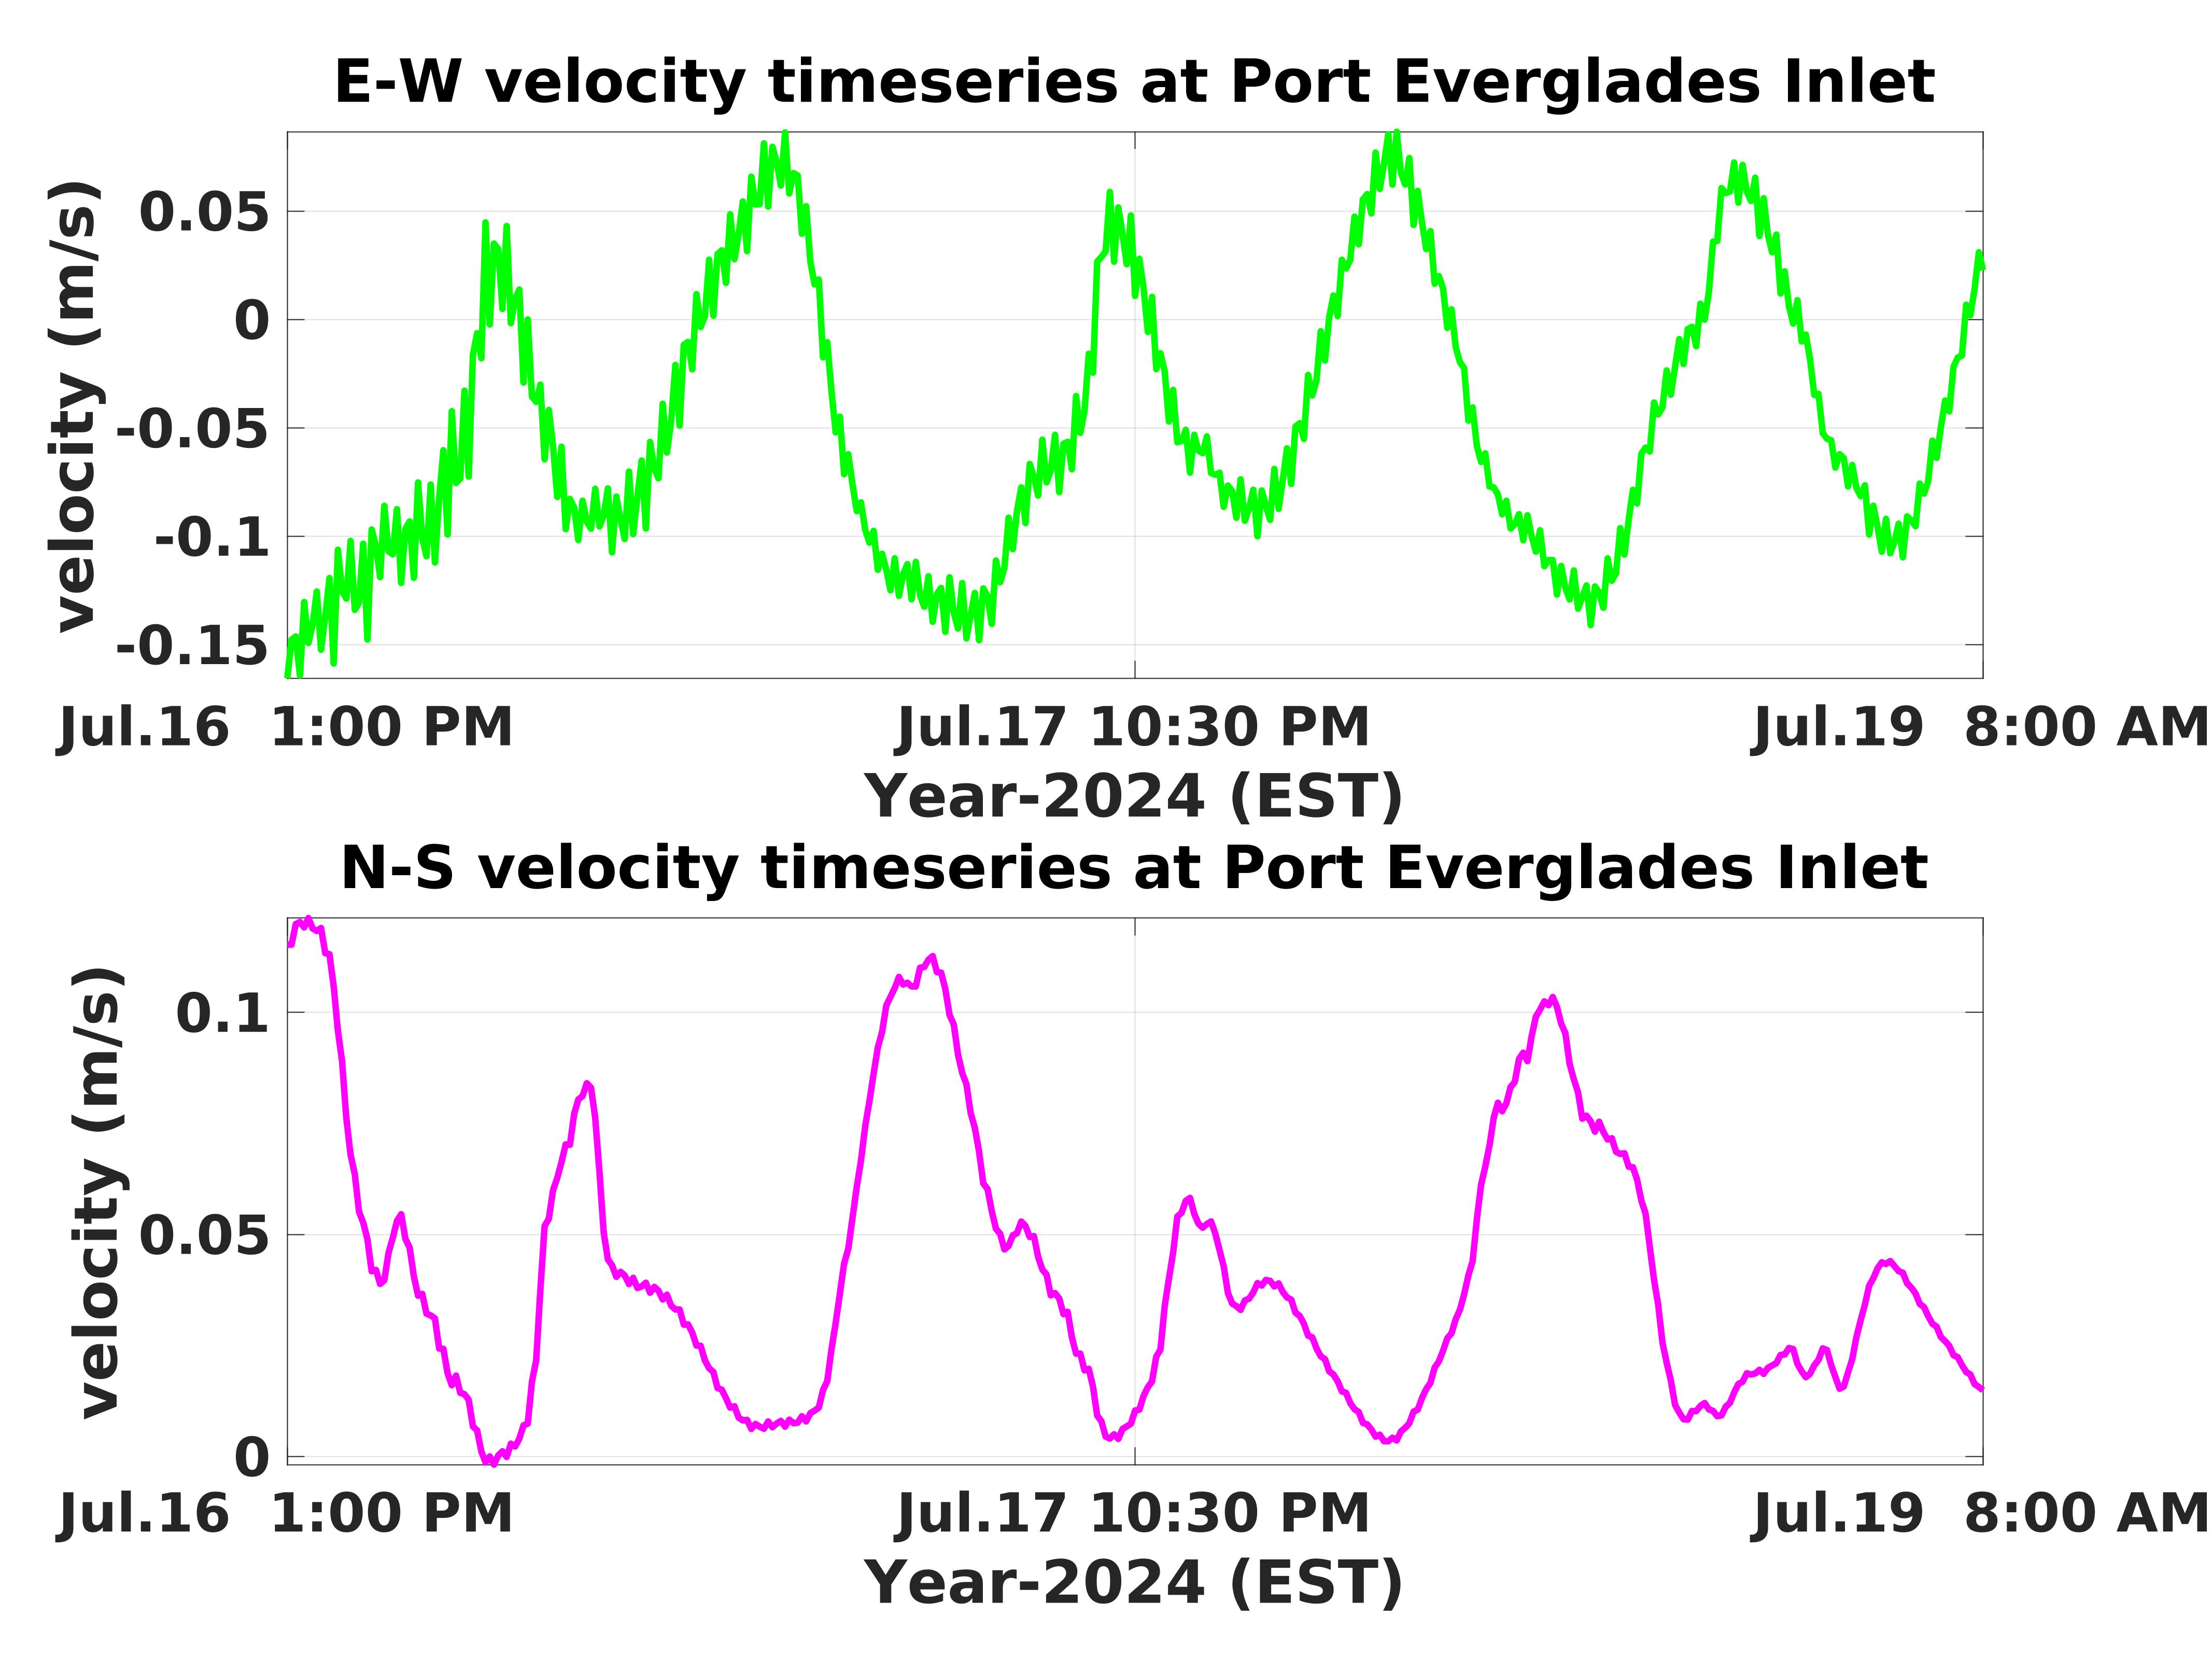 E-W velocity timeseries at Port Everglades Inlet
velocity (m/s)
0.05
0
-0.05
-0.1
-0.15
Jul.16  1:00 PM
Jul.17 10:30 PM
Jul.19  8:00 AM
Year-2024 (EST)
N-S velocity timeseries at Port Everglades Inlet
velocity (m/s)
0.1
0.05
0
Jul.16  1:00 PM
Jul.17 10:30 PM
Jul.19  8:00 AM
Year-2024 (EST)